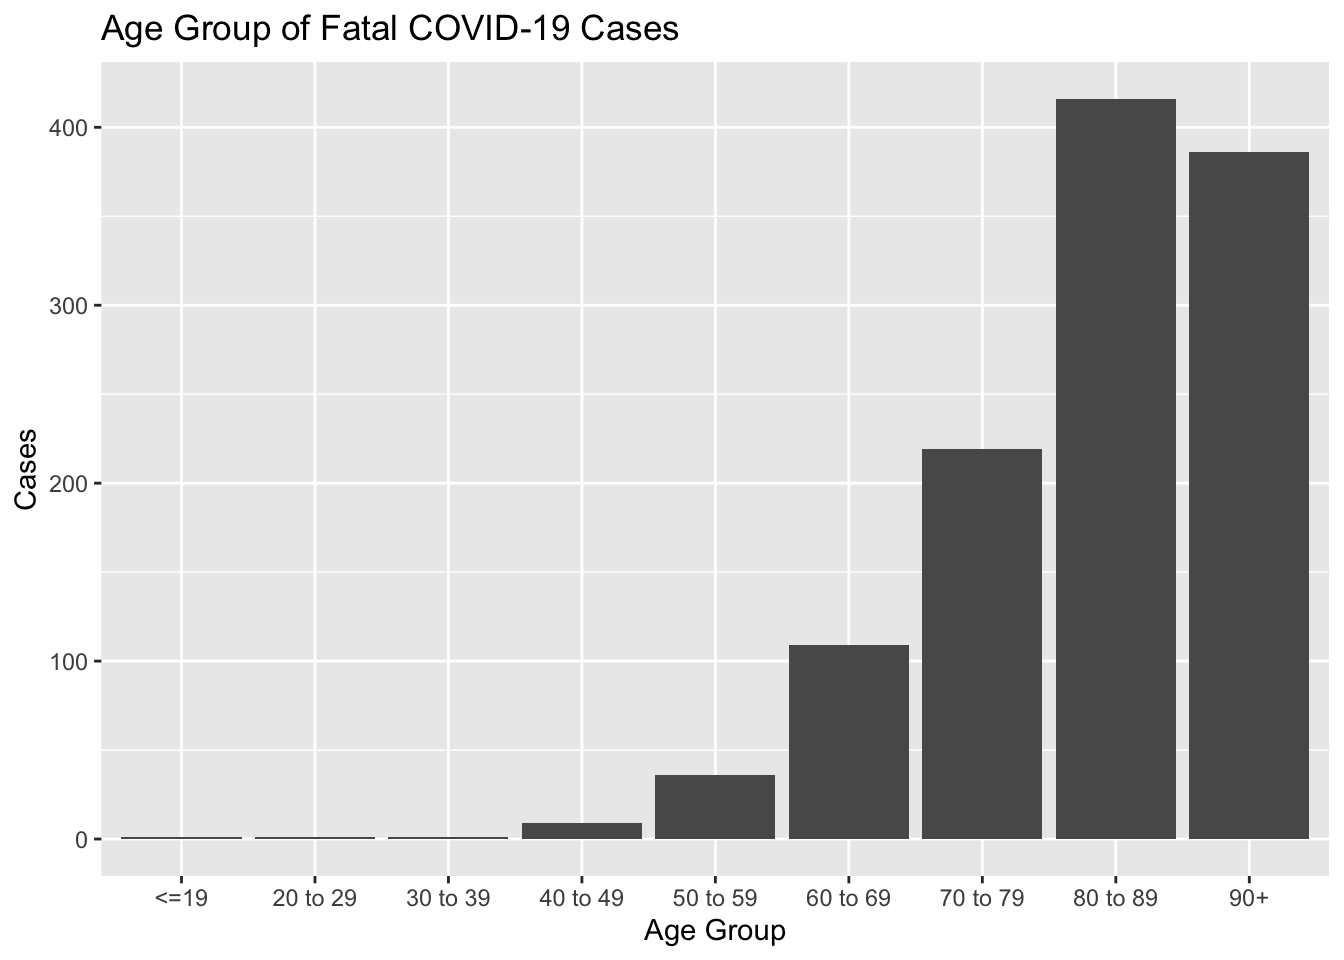 Age Group of Fatal COVID-19 Cases
400
300
200
100
0
Cases
<=19 20 to 29 30 to 39 40 to 49 50 to 59 60 to 69 70 to 79 80 to 89 90+
Age Group